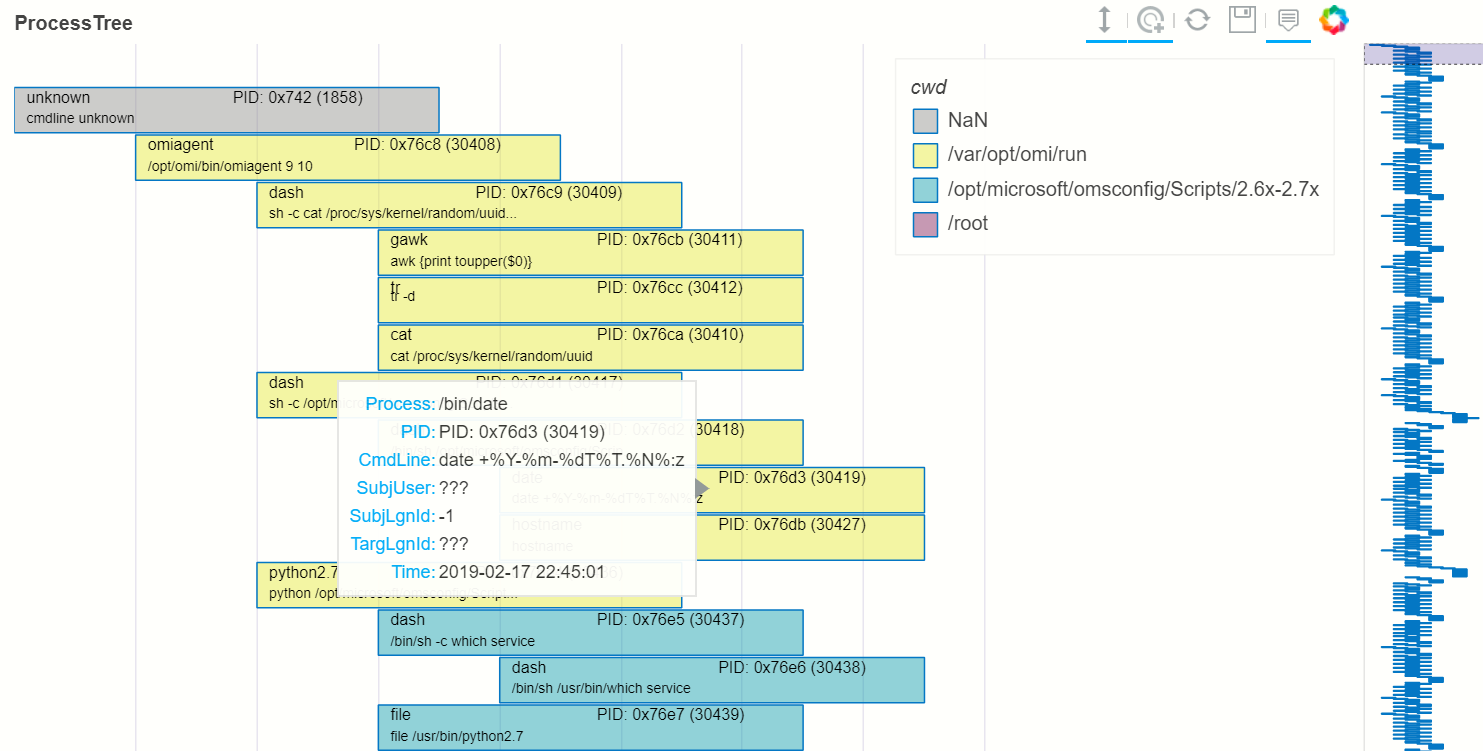 ProcessTree
cwd
NaN
/var/opt/omi/run
/opt/microsoft/omsconfig/Scripts/2.6x-2.7x
/root
unknown PID: 0x742 (1858)
cmdline unknown
omiagent PID: 0x76c8 (30408)
/opt/omi/bin/omiagent 9 10
dash PID: 0x76c9 (30409)
sh -c cat /proc/sys/kernel/random/uuid...
gawk PID: 0x76cb (30411)
awk {print toupper($0)}
tr PID: 0x76cc (30412)
tr -d
cat PID: 0x76ca (30410)
cat /proc/sys/kernel/random/uuid
dash PID: 0x76d1 (30417)
sh -c /opt/micro
PID: 0x76d2 (30418)
date PID: 0x76d3 (30419)
date +%Y-%m-%dT%T.%N%:z
hostname PID: 0x76db (30427)
hostname
Process: /bin/date
PID: PID: 0x76d3 (30419)
CmdLine: date +%Y-%m-%dT%T.%N%:z
SubjUser: ???
SubjLgnId: -1
TargLgnId: ???
Time: 2019-02-17 22:45:01
python2.7
python /opt/microsoft/omsconfig/Script...
dash PID: 0x76e5 (30437)
/bin/sh -c which service
dash PID: 0x76e6 (30438)
/bin/sh /usr/bin/which service
file PID: 0x76e7 (30439)
file /usr/bin/python2.7